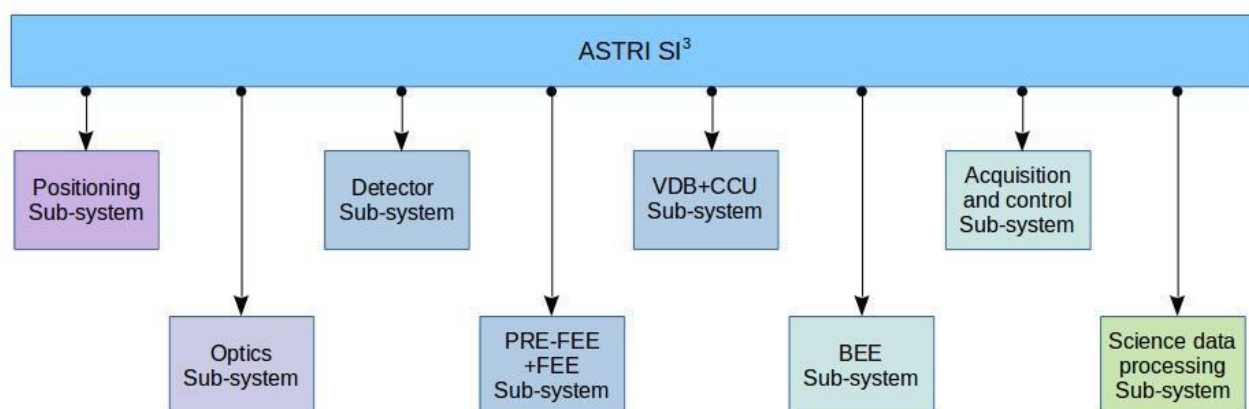 ASTRI SI³
Positioning
Sub-system
Detector
Sub-system
VDB+CCU
Sub-system
Acquisition
and control
Sub-system
Optics
Sub-system
PRE-FEE
+FEE
Sub-system
BEE
Sub-system
Science data
processing
Sub-system